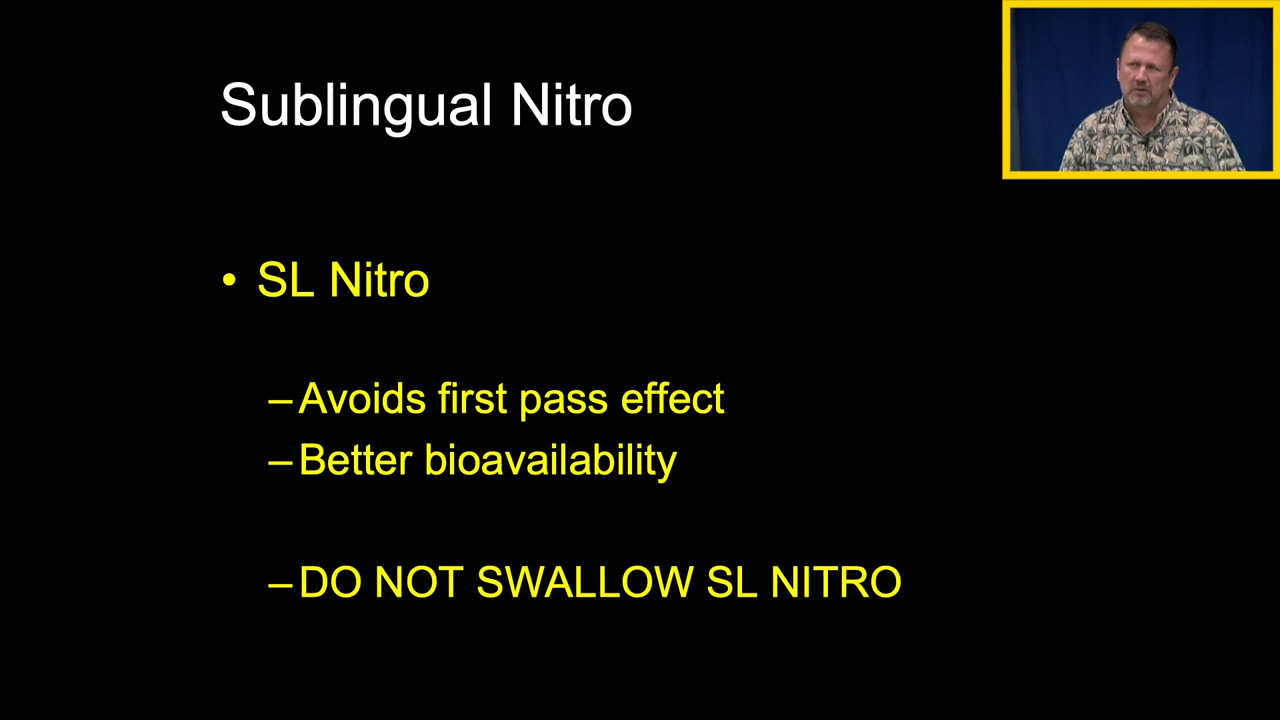 Sublingual Nitro
• SL Nitro
–Avoids first pass effect
–Better bioavailability
–DO NOT SWALLOW SL NITRO